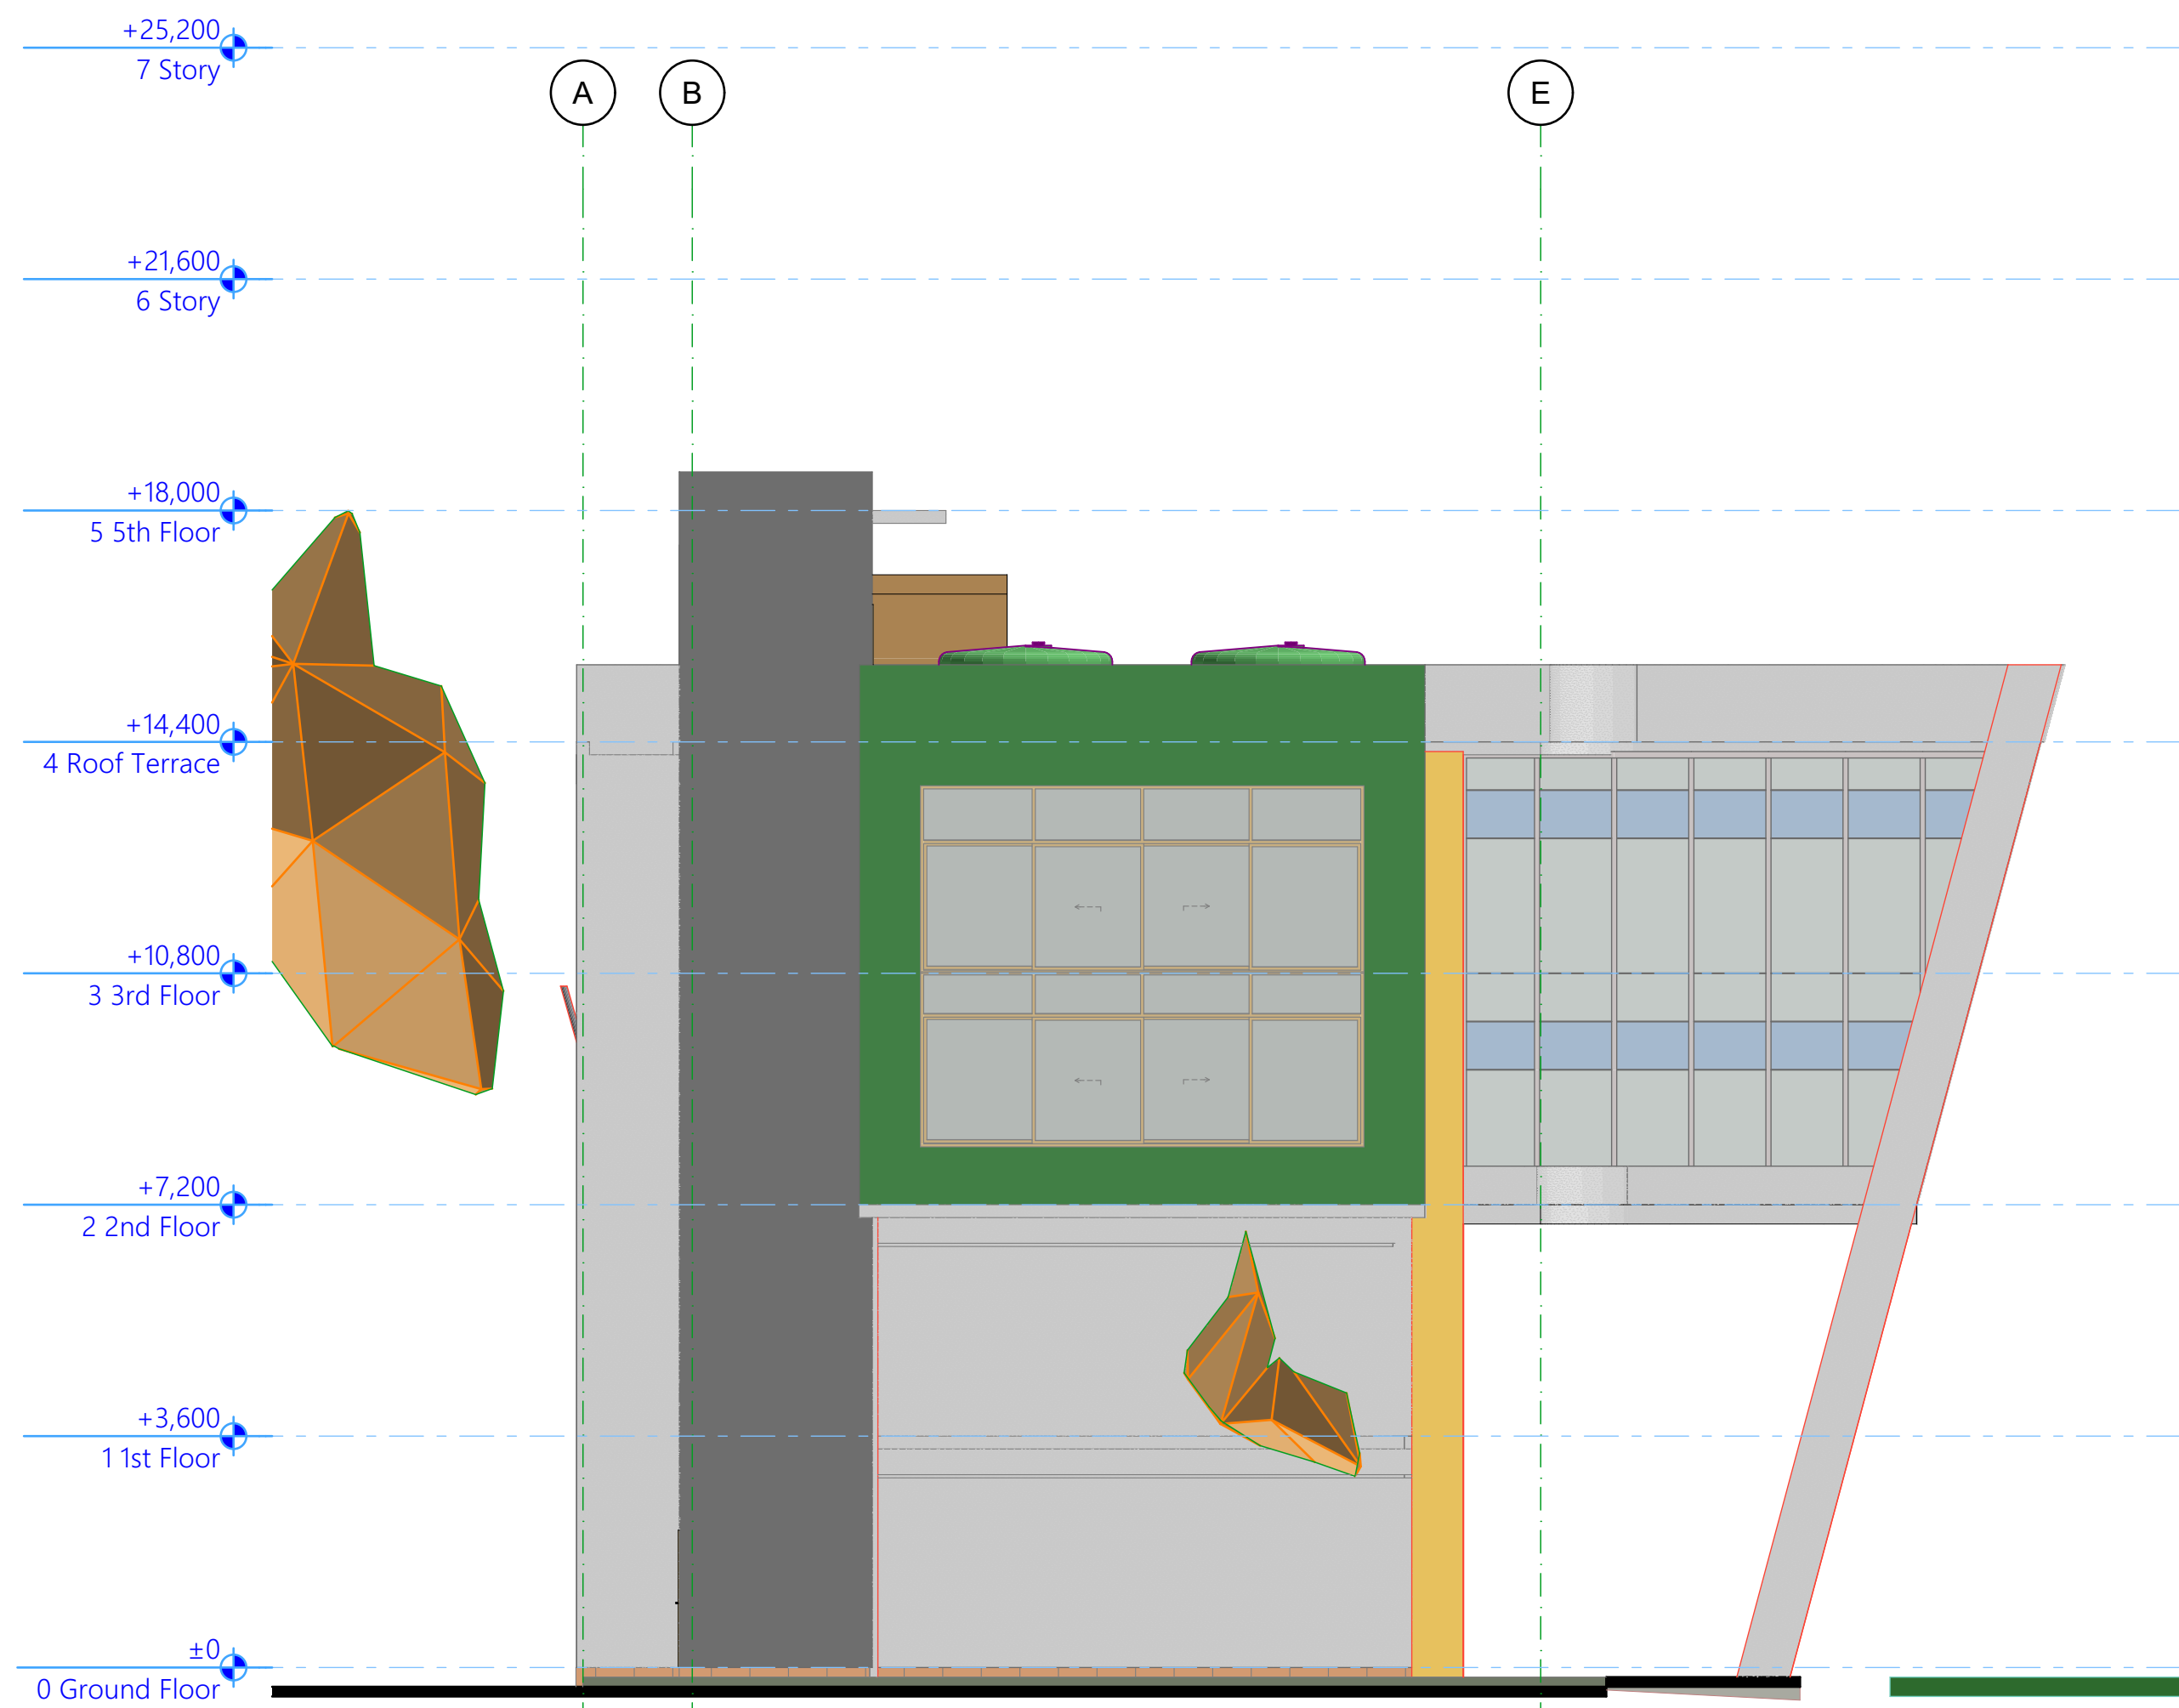 +25,200
7 Story
A
B
E
+21,600
6 Story
+18,000
5 5th Floor
+14,400
4 Roof Terrace
+10,800
3 3rd Floor
+7,200
2 2nd Floor
+3,600
1 1st Floor
±0
0 Ground Floor